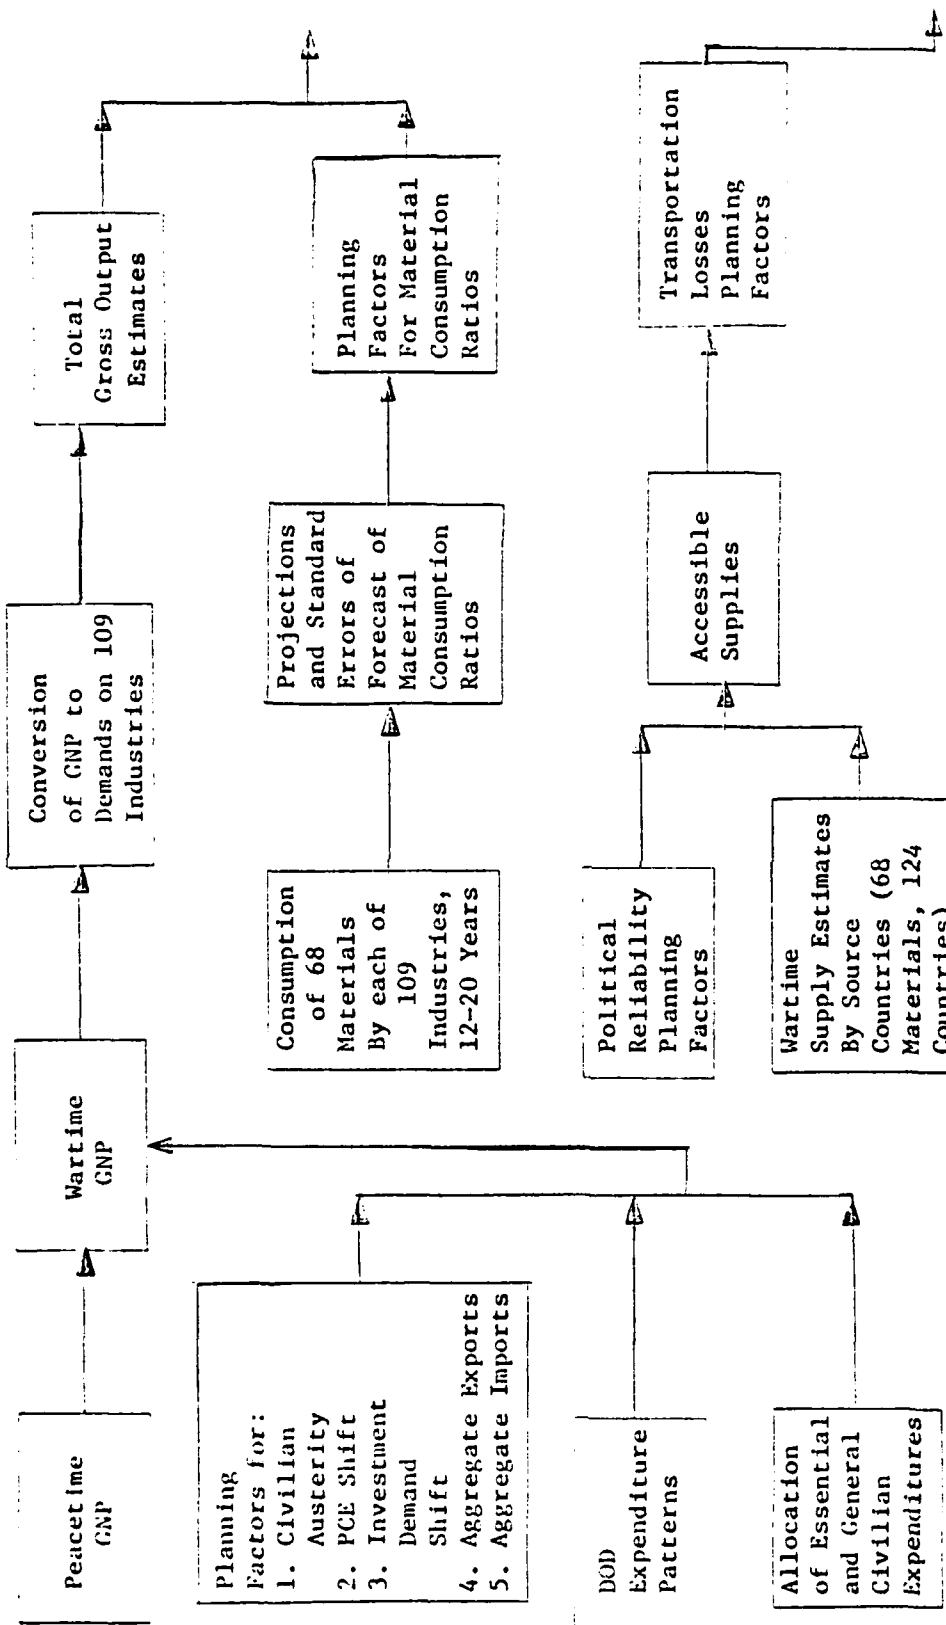 Peacetime
GNP
Wartime
GNP
Conversion
of GNP to
Demands on 109
Industries
Total
Gross Output
Estimates
Planning
Factors for:
1. Civilian
Austerity
2. PCE Shift
3. Investment
Demand
Shift
4. Aggregate Exports
5. Aggregate Imports
DOD
Expenditure
Patterns
Allocation
of Essential
and General
Civilian
Expenditures
Consumption
of 68
Materials
By each of
109
Industries,
12-20 Years
Projections
and Standard
Errors of
Forecast of
Material
Consumption
Ratios
Planning
Factors
For Material
Consumption
Ratios
Political
Reliability
Planning
Factors
Wartime
Supply Estimates
By Source
Countries (68
Materials, 124
Countries)
Accessible
Supplies
Transportation
Losses
Planning
Factors